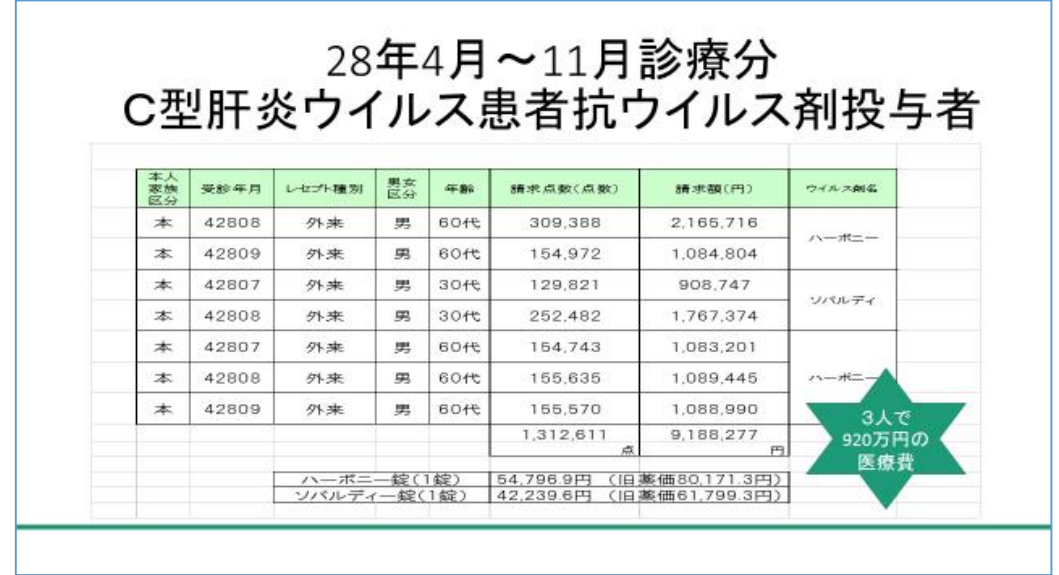 28年4月～11月診療分
C型肝炎ウイルス患者抗ウイルス剤投与者
本人家族区分 受診年月 レセプト種別 男女区分 年齢 請求点数(点数) 請求額(円) ウイルス剤名
本 42808 外来 男 60代 309,388 2,165,716 ハーボニー
本 42809 外来 男 60代 154,972 1,084,804
本 42807 外来 男 30代 129,821 908,747 ソバルディ
本 42808 外来 男 30代 252,482 1,767,374
本 42807 外来 男 60代 154,743 1,083,201
本 42808 外来 男 60代 155,635 1,089,445 ハーボニー
本 42809 外来 男 60代 155,570 1,088,990
1,312,611点 9,188,277円
3人で
920万円の
医療費
ハーボニー錠(1錠) 54,796.9円 (旧薬価80,171.3円)
ソバルディー錠(1錠) 42,239.6円 (旧薬価61,799.3円)